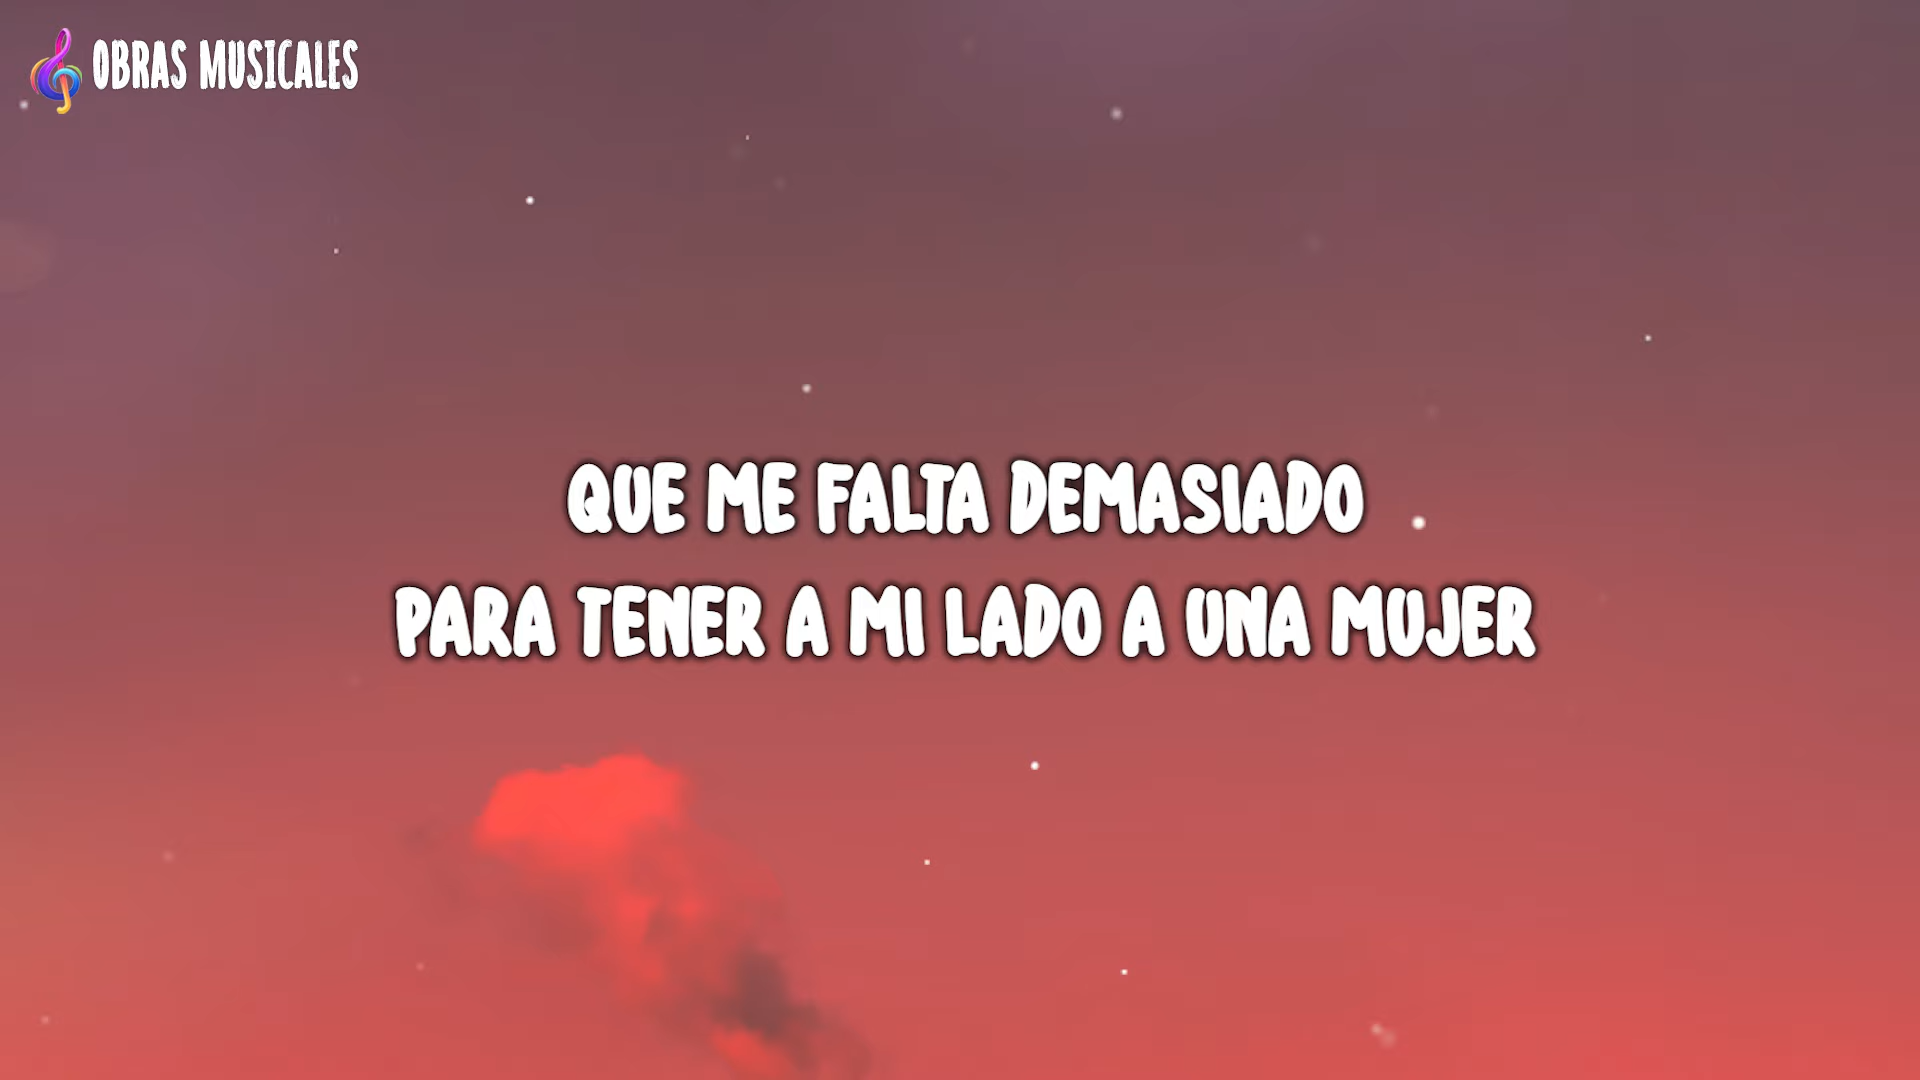 OBRAS MUSICALES
QUE ME FALTA DEMASIADO
PARA TENER A MI LADO A UNA MUJER